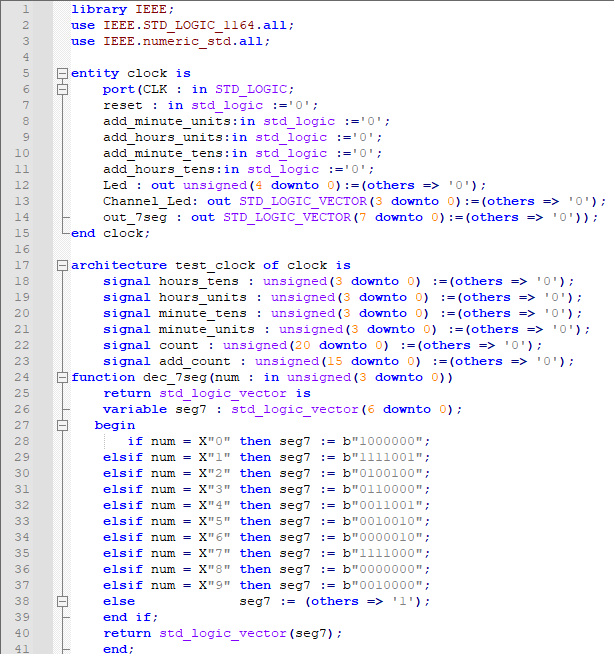 1 library IEEE;
2 use IEEE.STD_LOGIC_1164.all;
3 use IEEE.numeric_std.all;
4
5 entity clock is
6     port(CLK : in STD_LOGIC;
7     reset : in std_logic :='0';
8     add_minute_units:in std_logic :='0';
9     add_hours_units:in std_logic :='0';
10     add_minute_tens:in std_logic :='0';
11     add_hours_tens:in std_logic :='0';
12     Led : out unsigned(4 downto 0):=(others => '0');
13     Channel_Led: out STD_LOGIC_VECTOR(3 downto 0):=(others => '0');
14     out_7seg : out STD_LOGIC_VECTOR(7 downto 0):=(others => '0'));
15 end clock;
16
17 architecture test_clock of clock is
18     signal hours_tens : unsigned(3 downto 0) :=(others => '0');
19     signal hours_units : unsigned(3 downto 0) :=(others => '0');
20     signal minute_tens : unsigned(3 downto 0) :=(others => '0');
21     signal minute_units : unsigned(3 downto 0) :=(others => '0');
22     signal count : unsigned(20 downto 0) :=(others => '0');
23     signal add_count : unsigned(15 downto 0) :=(others => '0');
24 function dec_7seg(num : in unsigned(3 downto 0))
25     return std_logic_vector is
26     variable seg7 : std_logic_vector(6 downto 0);
27    begin
28        if num = X"0" then seg7 := b"1000000";
29     elsif num = X"1" then seg7 := b"1111001";
30     elsif num = X"2" then seg7 := b"0100100";
31     elsif num = X"3" then seg7 := b"0110000";
32     elsif num = X"4" then seg7 := b"0011001";
33     elsif num = X"5" then seg7 := b"0010010";
34     elsif num = X"6" then seg7 := b"0000010";
35     elsif num = X"7" then seg7 := b"1111000";
36     elsif num = X"8" then seg7 := b"0000000";
37     elsif num = X"9" then seg7 := b"0010000";
38     else             seg7 := (others => '1');
39     end if;
40     return std_logic_vector(seg7);
41     end;